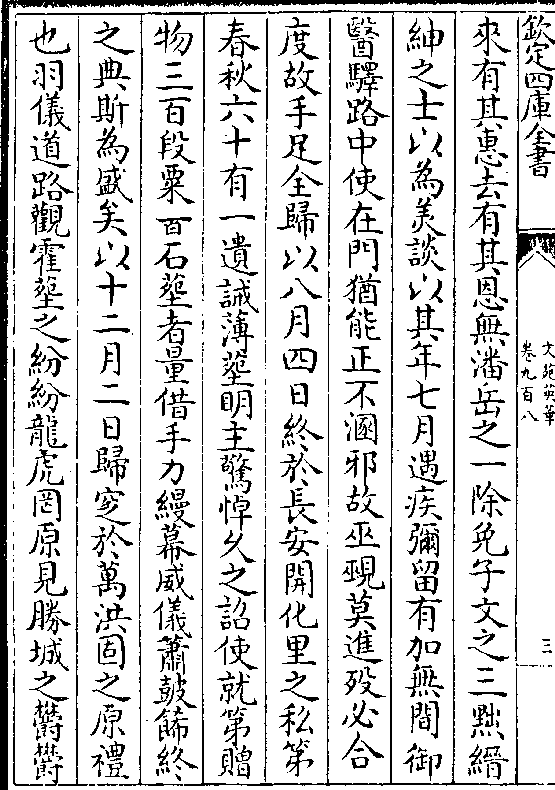 欽定四庫全書
文苑英華
卷九百八
三
來有其惠去有其恩無潘岳之一除免子文之三黜縉
紳之士以為美談以其年七月遇疾彌留有加無間御
醫驛路中使在門猶能正不溷邪故巫覡莫進歿必合
度故手足全歸以八月四日終於長安開化里之私第
春秋六十有一遺誡薄塟明主驚悼久之詔使就第贈
物三百段粟百石塟者量借手力縵幕威儀簫鼓餙終
之典斯為盛矣以十二月二日歸窆於萬洪固之原禮
也羽儀道路觀霍塟之紛紛龍虎岡原見勝城之欝欝